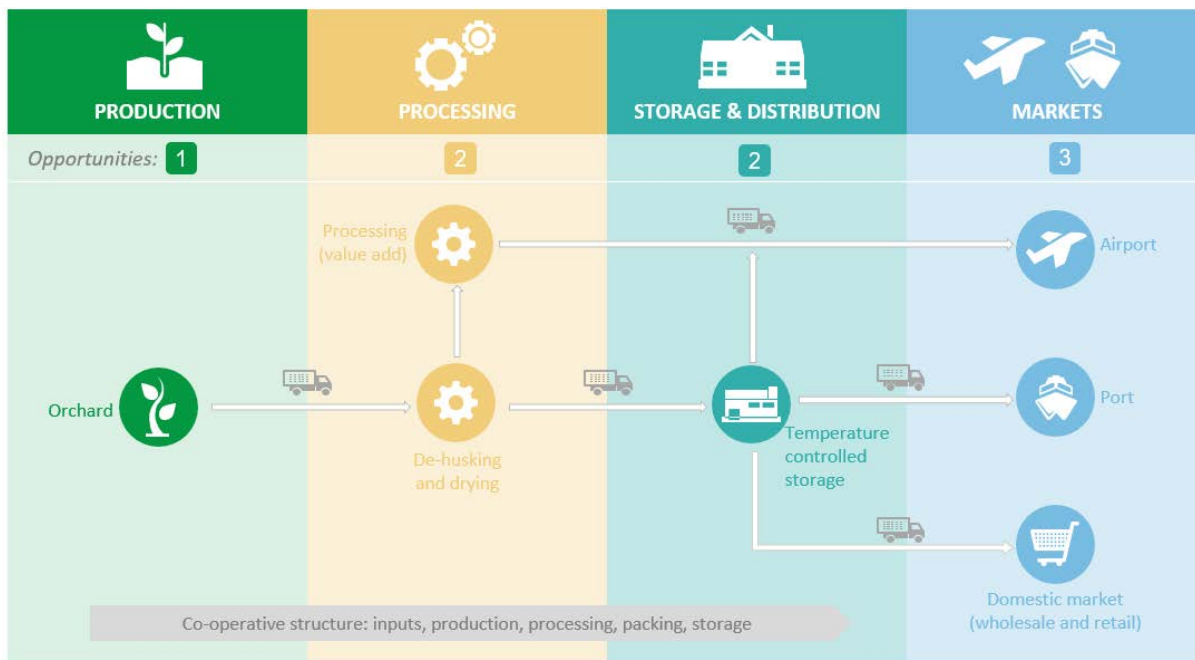 PRODUCTION
PROCESSING
STORAGE & DISTRIBUTION
MARKETS
Opportunities: 1
2
2
3
Processing
(value add)
Airport
Orchard
De-husking
and drying
Temperature
controlled
storage
Port
Domestic market
(wholesale and retail)
Co-operative structure: inputs, production, processing, packing, storage